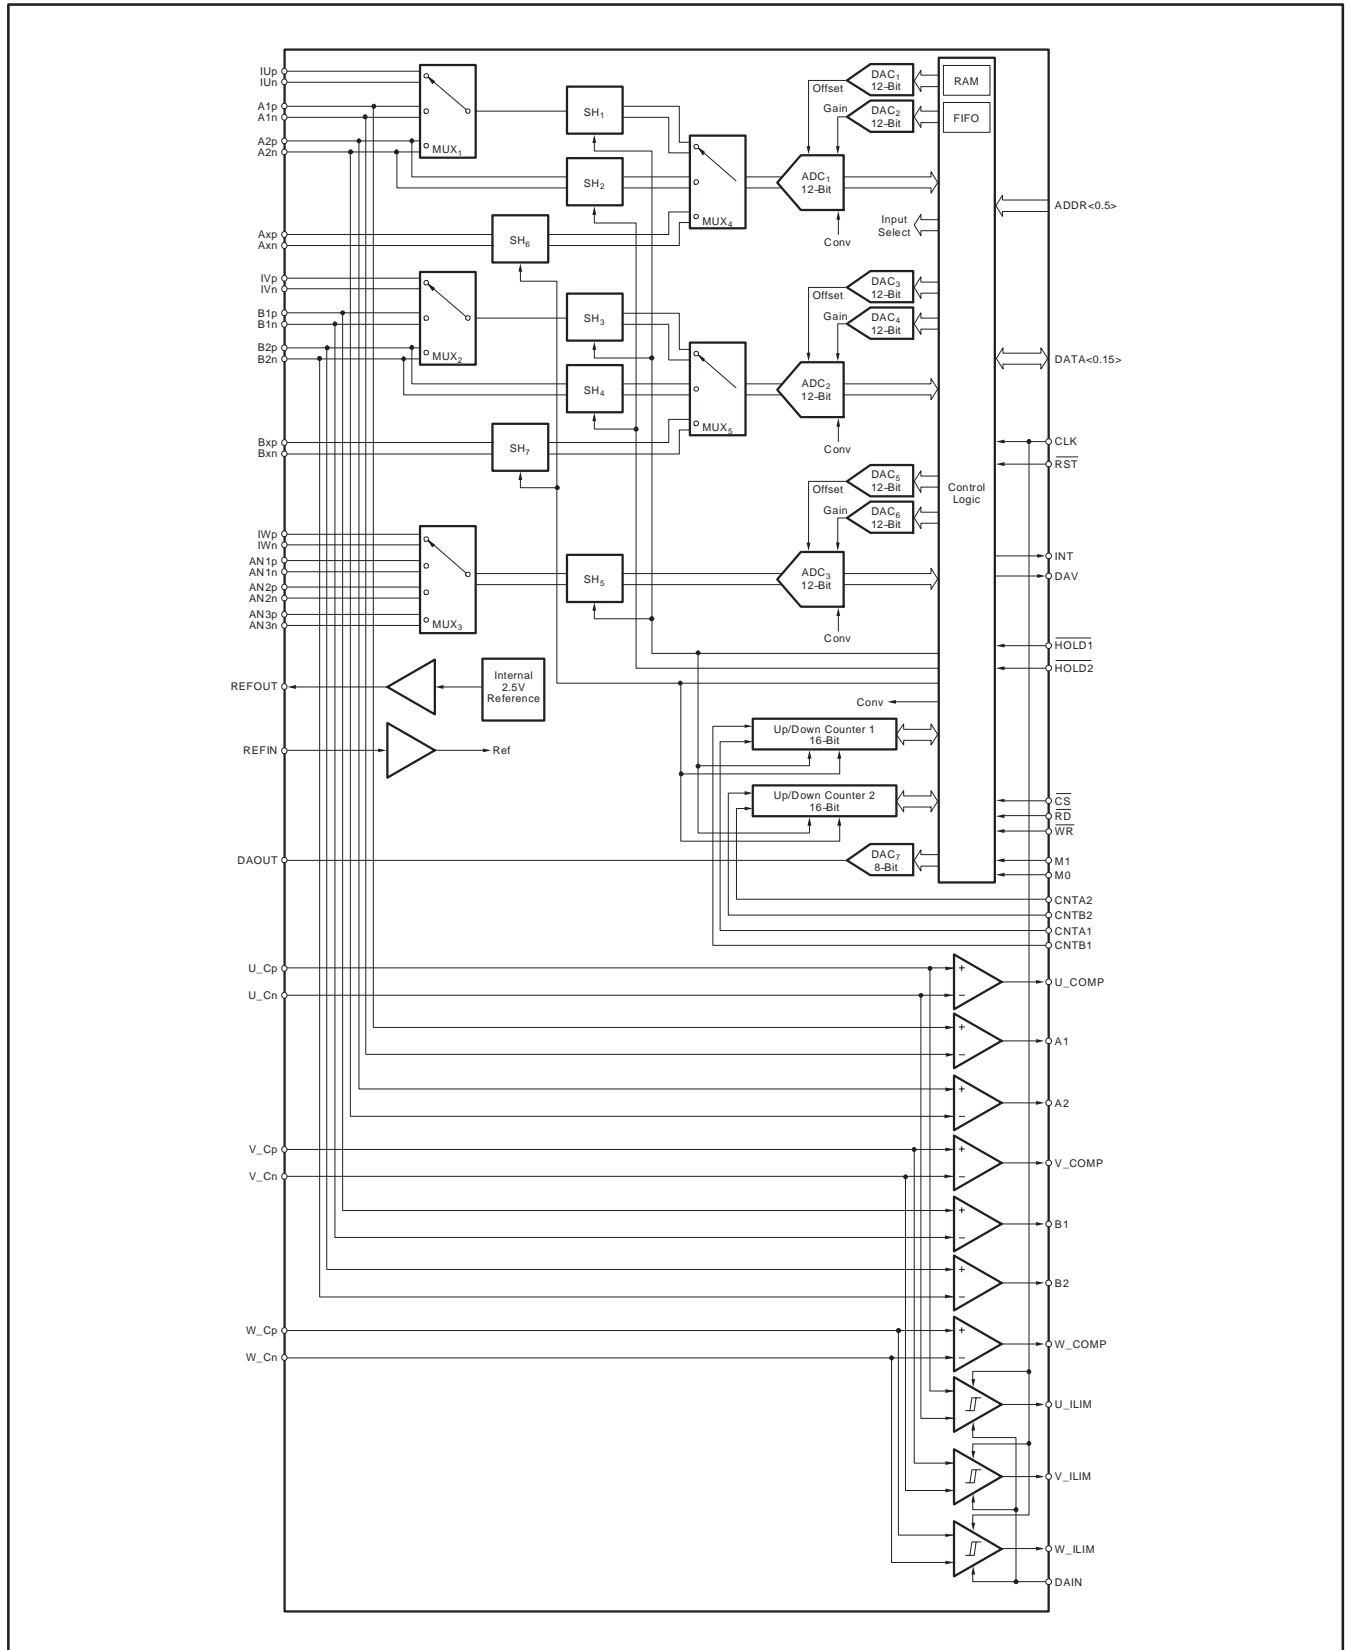 IUp
IUn
A1p
A1n
A2p
A2n
MUX1
SH1
SH2
Axp
Axn
SH6
MUX4
DAC1
12–Bit
Offset
DAC2
12–Bit
Gain
ADC1
12–Bit
Conv
RAM
FIFO
Input
Select
ADDR<0.5>
IVp
IVn
B1p
B1n
B2p
B2n
MUX2
SH3
SH4
Bxp
Bxn
SH7
MUX5
DAC3
12–Bit
Offset
DAC4
12–Bit
Gain
ADC2
12–Bit
Conv
DATA<0.15>
CLK
RST
Control
Logic
IWp
IWn
AN1p
AN1n
AN2p
AN2n
AN3p
AN3n
MUX3
SH5
DAC5
12–Bit
Offset
DAC6
12–Bit
Gain
ADC3
12–Bit
Conv
INT
DAV
HOLD1
HOLD2
REFOUT
Internal
2.5V
Reference
Conv
REFIN
Ref
Up/Down Counter 1
16-Bit
Up/Down Counter 2
16-Bit
CS
RD
WR
DAOUT
DAC7
8–Bit
M1
M0
CNTA2
CNTB2
CNTA1
CNTB1
U_Cp
U_Cn
+
–
U_COMP
+
–
A1
+
–
A2
V_Cp
V_Cn
+
–
V_COMP
+
–
B1
+
–
B2
W_Cp
W_Cn
+
–
W_COMP
U_ILIM
V_ILIM
W_ILIM
DAIN